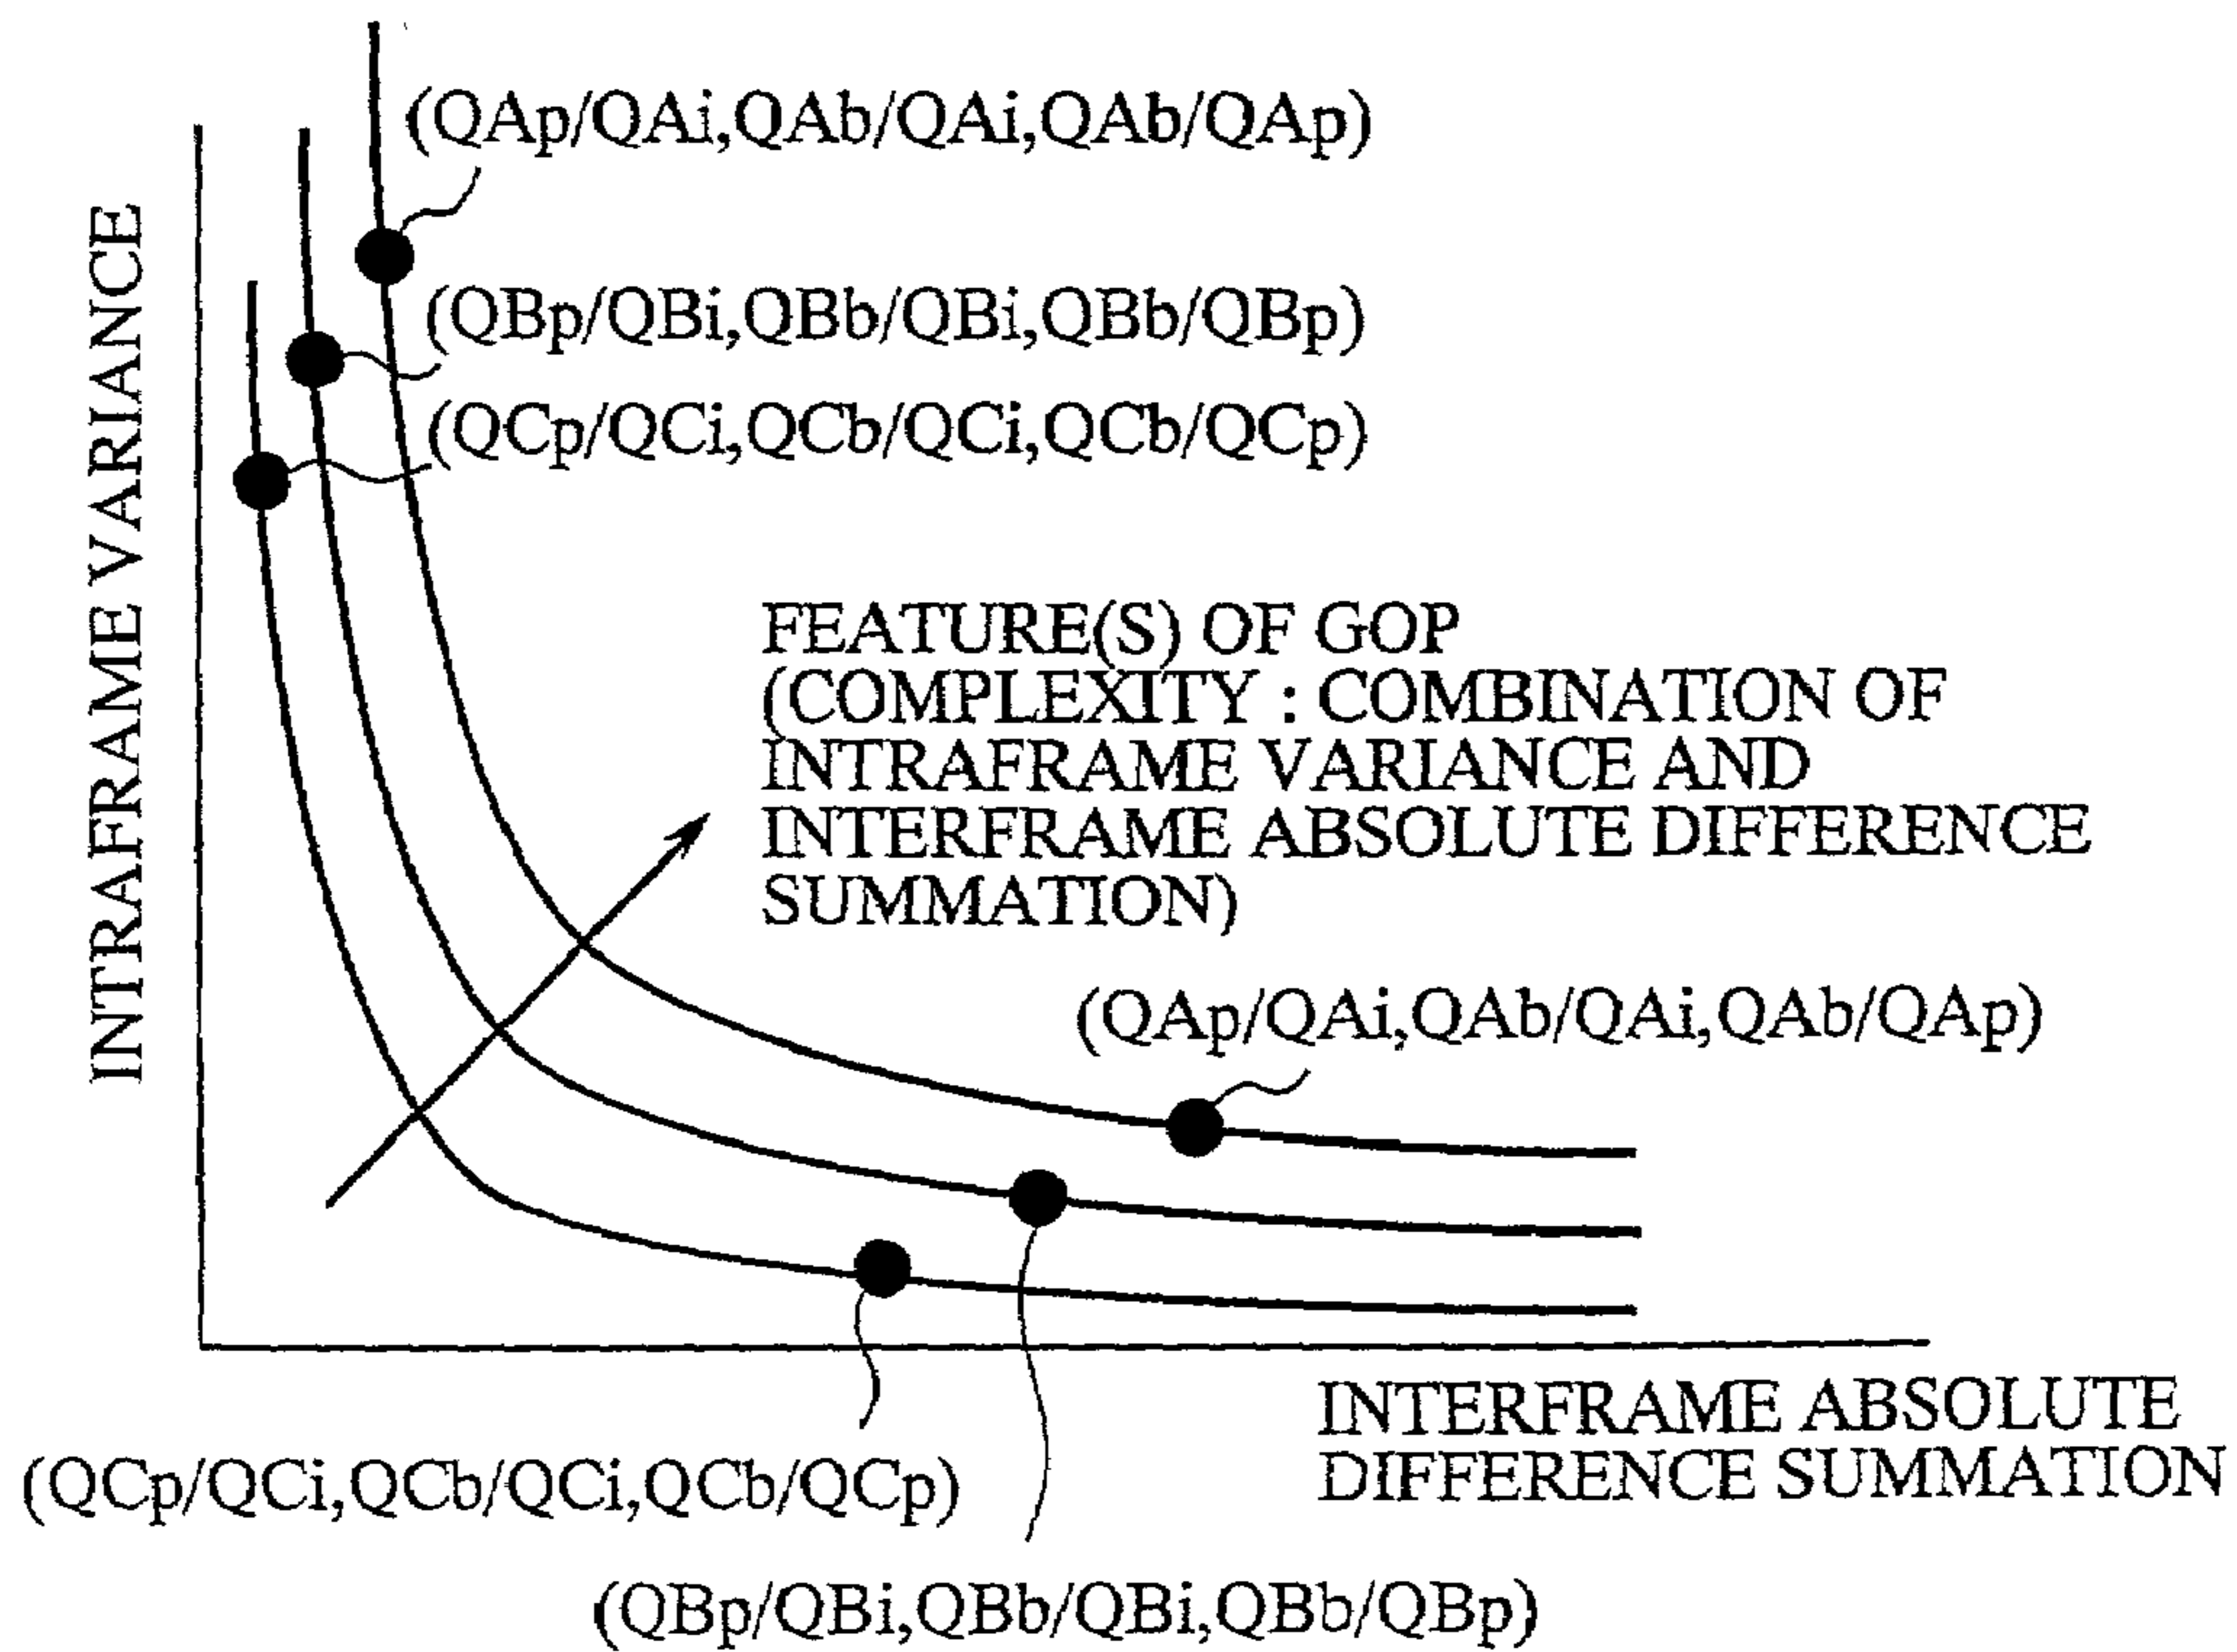 (QAp/QAi,QAb/QAi,QAb/QAp)
(QBp/QBi,QBb/QBi,QBb/QBp)
(QCp/QCi,QCb/QCi,QCb/QCp)
INTRAFRAME VARIANCE
FEATURE(S) OF GOP
(COMPLEXITY : COMBINATION OF
INTRAFRAME VARIANCE AND
INTERFRAME ABSOLUTE DIFFERENCE
SUMMATION)
(QAp/QAi,QAb/QAi,QAb/QAp)
INTERFRAME ABSOLUTE
DIFFERENCE SUMMATION
(QCp/QCi,QCb/QCi,QCb/QCp)
(QBp/QBi,QBb/QBi,QBb/QBp)